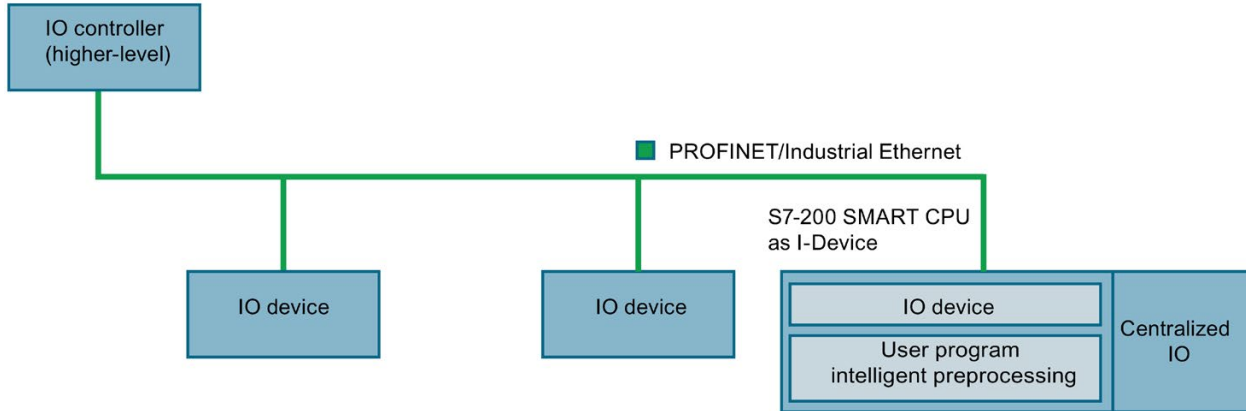 IO controller
(higher-level)
PROFINET/Industrial Ethernet
S7-200 SMART CPU
as I-Device
IO device
IO device
IO device
User program
intelligent preprocessing
Centralized
IO